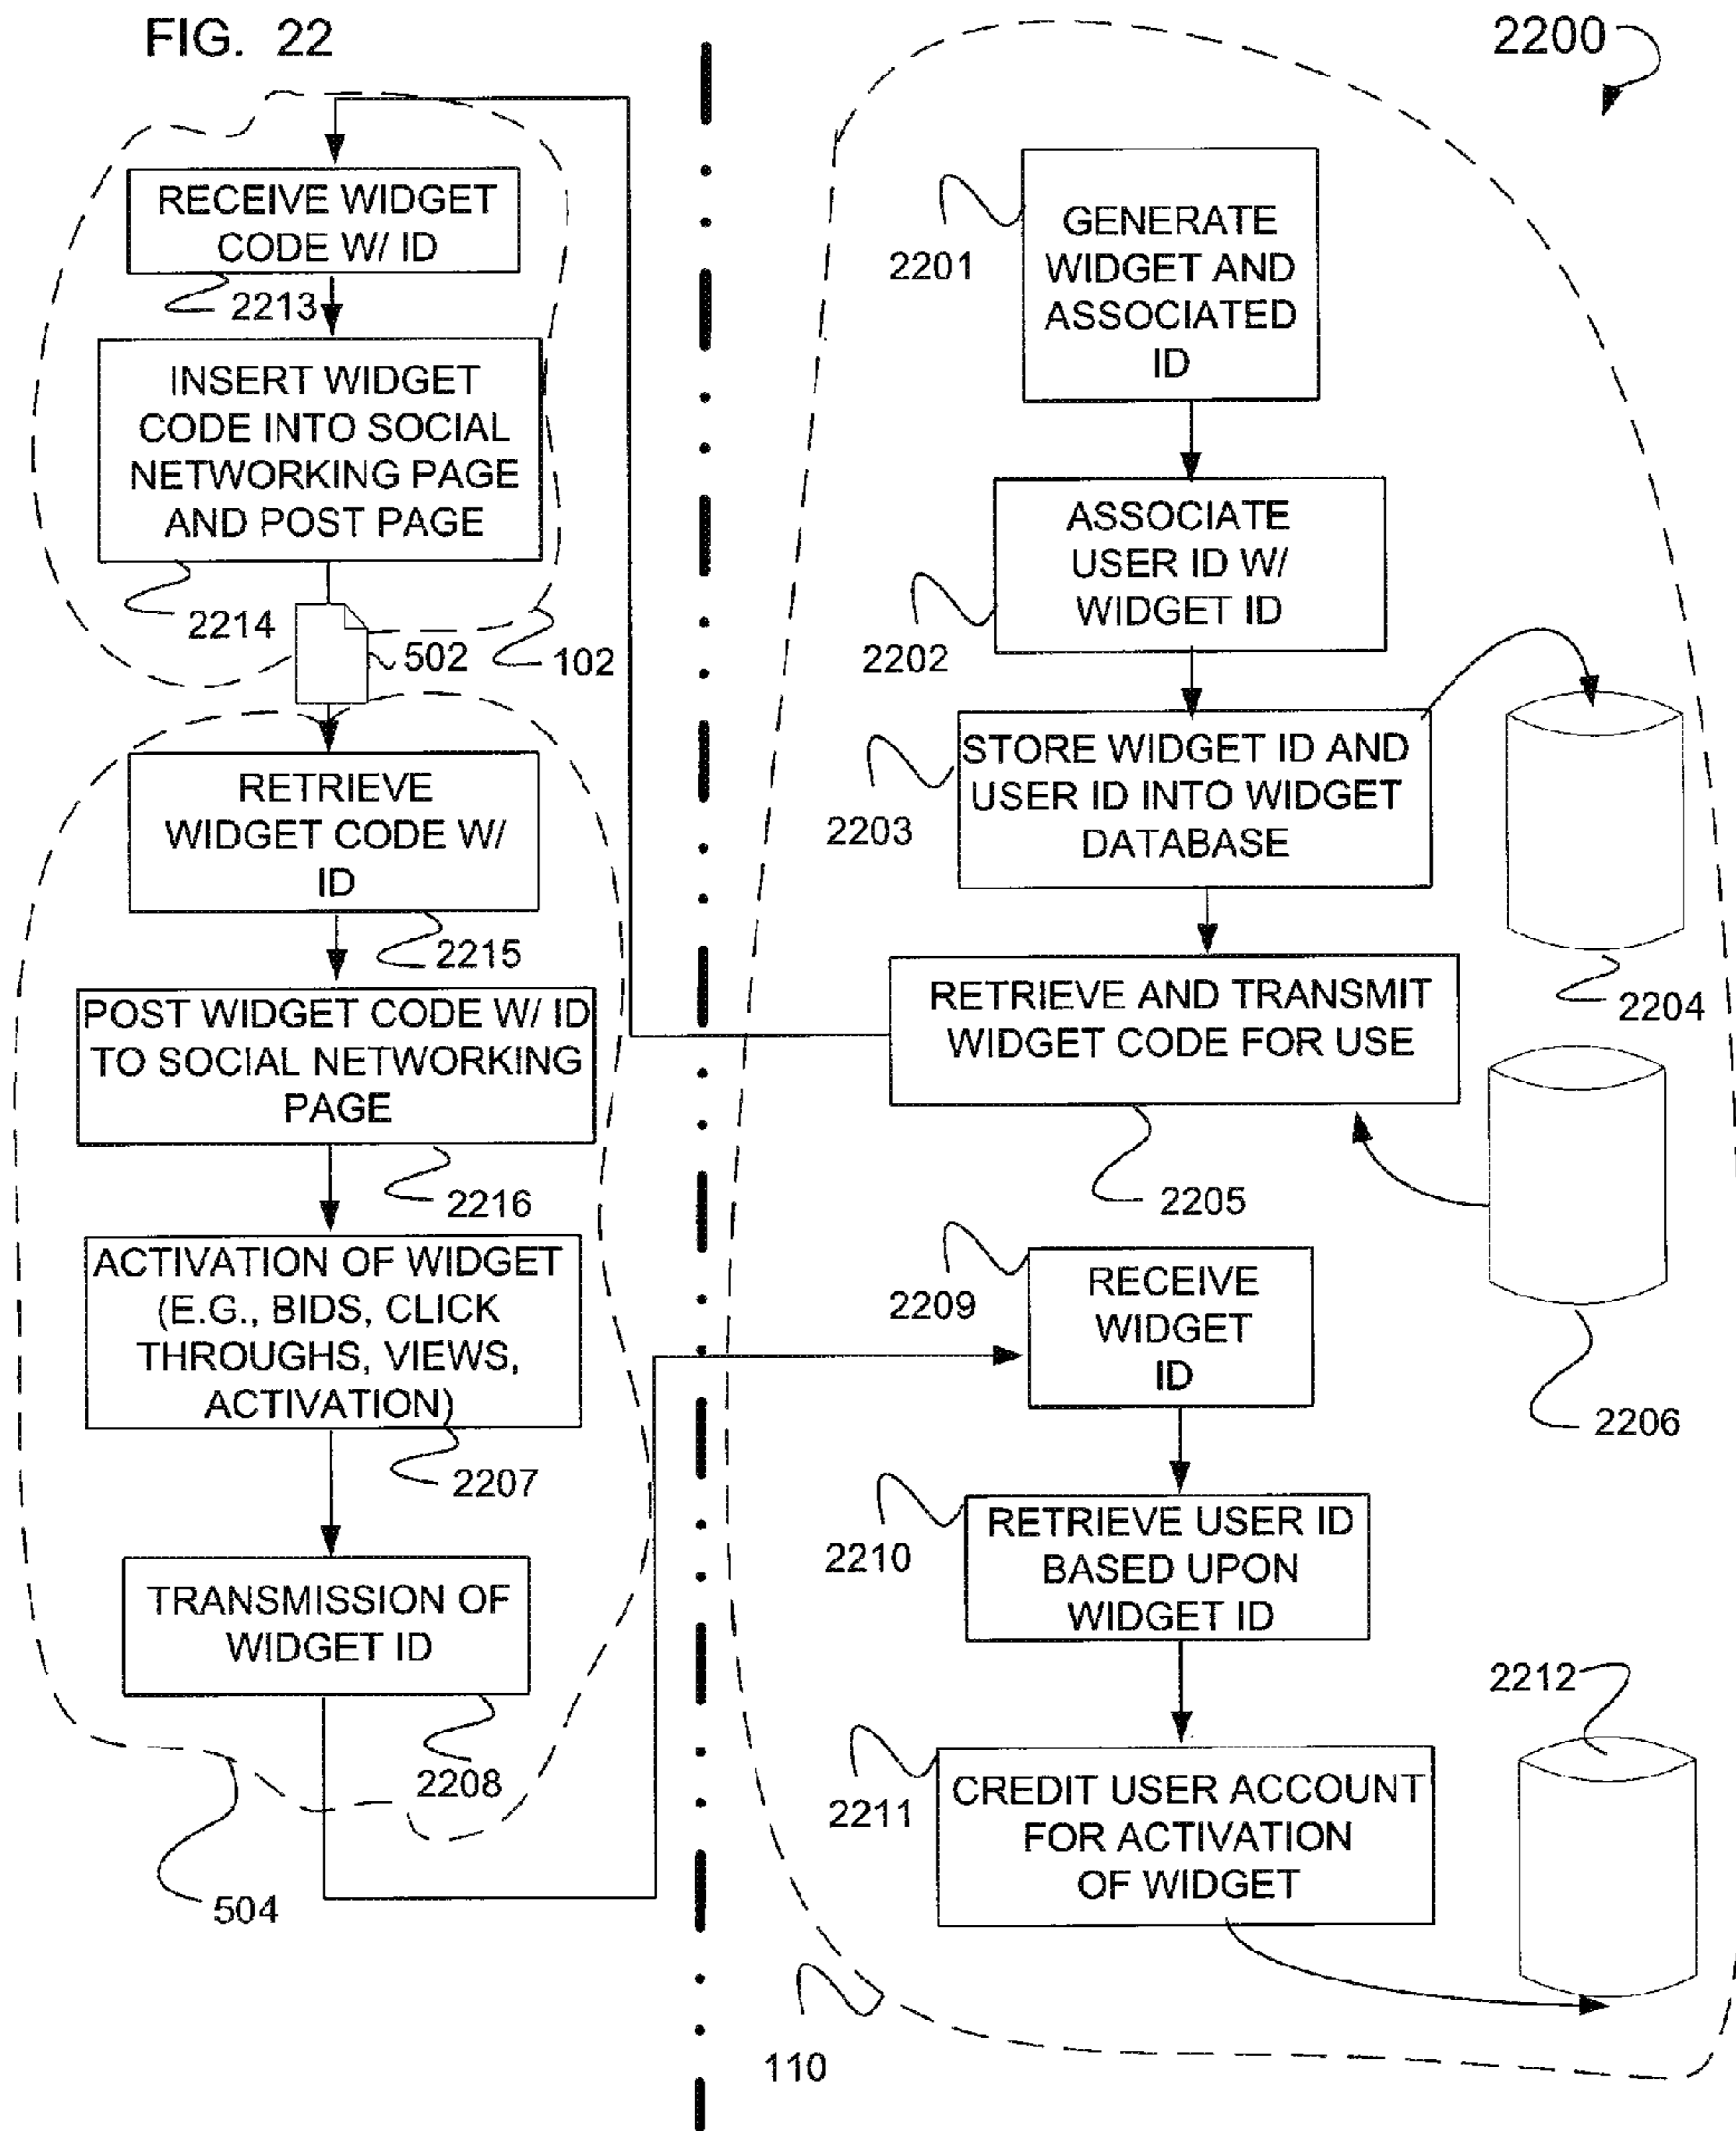 FIG. 22
2200
RECEIVE WIDGET
CODE W/ ID
2213
INSERT WIDGET
CODE INTO SOCIAL
NETWORKING PAGE
AND POST PAGE
2214
502
102
RETRIEVE
WIDGET CODE W/
ID
2215
POST WIDGET CODE W/ ID
TO SOCIAL NETWORKING
PAGE
2216
ACTIVATION OF WIDGET
(E.G., BIDS, CLICK
THROUGHS, VIEWS,
ACTIVATION)
2207
TRANSMISSION OF
WIDGET ID
2208
504
GENERATE
WIDGET AND
ASSOCIATED
ID
2201
ASSOCIATE
USER ID W/
WIDGET ID
2202
STORE WIDGET ID AND
USER ID INTO WIDGET
DATABASE
2203
2204
RETRIEVE AND TRANSMIT
WIDGET CODE FOR USE
2205
2206
RECEIVE
WIDGET
ID
2209
RETRIEVE USER ID
BASED UPON
WIDGET ID
2210
2212
CREDIT USER ACCOUNT
FOR ACTIVATION
OF WIDGET
2211
110